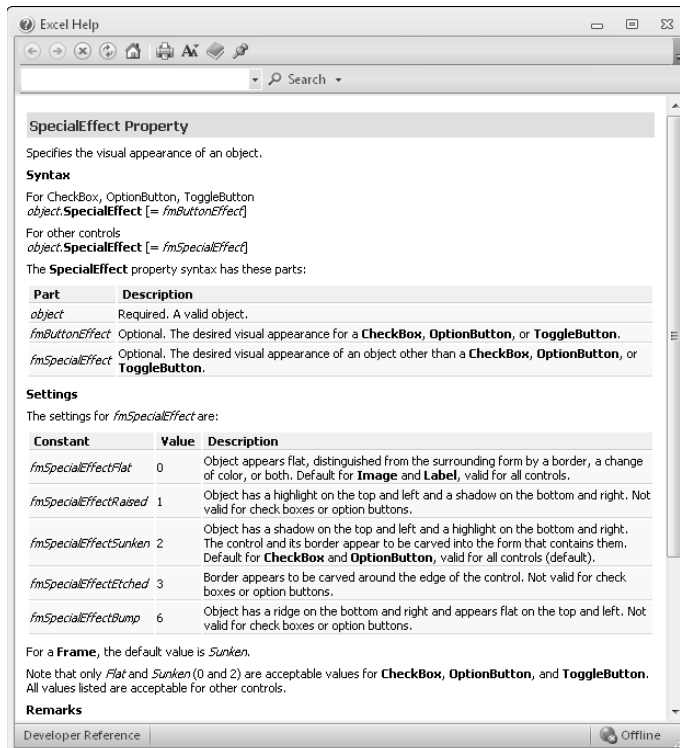 Excel Help
Search
SpecialEffect Property
Specifies the visual appearance of an object.
Syntax
For CheckBox, OptionButton, ToggleButton
object.SpecialEffect [= fmButtonEffect]
For other controls
object.SpecialEffect [= fmSpecialEffect]
The SpecialEffect property syntax has these parts:
Part Description
object Required. A valid object.
fmButtonEffect Optional. The desired visual appearance for a CheckBox, OptionButton, or ToggleButton.
fmSpecialEffect Optional. The desired visual appearance of an object other than a CheckBox, OptionButton, or
ToggleButton.
Settings
The settings for fmSpecialEffect are:
Constant Value Description
fmSpecialEffectFlat 0 Object appears flat, distinguished from the surrounding form by a border, a change
of color, or both. Default for Image and Label, valid for all controls.
fmSpecialEffectRaised 1 Object has a highlight on the top and left and a shadow on the bottom and right. Not
valid for check boxes or option buttons.
fmSpecialEffectSunken 2 Object has a shadow on the top and left and a highlight on the bottom and right.
The control and its border appear to be carved into the form that contains them.
Default for CheckBox and OptionButton, valid for all controls (default).
fmSpecialEffectEtched 3 Border appears to be carved around the edge of the control. Not valid for check
boxes or option buttons.
fmSpecialEffectBump 6 Object has a ridge on the bottom and right and appears flat on the top and left. Not
valid for check boxes or option buttons.
For a Frame, the default value is Sunken.
Note that only Flat and Sunken (0 and 2) are acceptable values for CheckBox, OptionButton, and ToggleButton.
All values listed are acceptable for other controls.
Remarks
Developer Reference
Offline